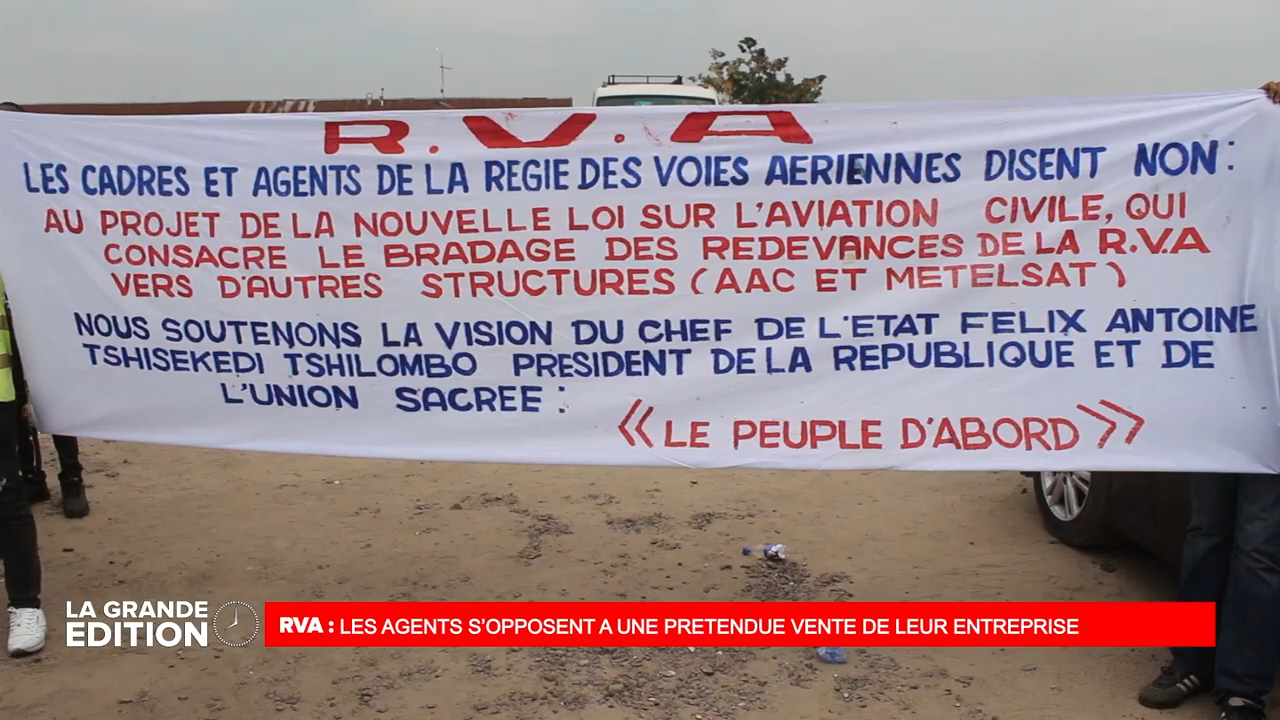 R.V.A
LES CADRES ET AGENTS DE LA REGIE DES VOIES AERIENNES DISENT NON :
AU PROJET DE LA NOUVELLE LOI SUR L'AVIATION CIVILE, QUI
CONSACRE LE BRADAGE DES REDEVANCES DE LA R.V.A
VERS D'AUTRES STRUCTURES (AAC ET METELSAT)
NOUS SOUTENONS LA VISION DU CHEF DE L'ETAT FELIX ANTOINE
TSHISEKEDI TSHILOMBO PRESIDENT DE LA REPUBLIQUE ET DE
L'UNION SACREE :
<<LE PEUPLE D'ABORD>>
LA GRANDE
EDITION
RVA : LES AGENTS S'OPPOSENT A UNE PRETENDUE VENTE DE LEUR ENTREPRISE